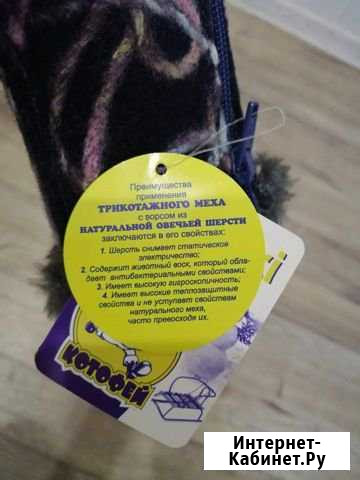 Преимущества
применения
ТРИКОТАЖНОГО МЕХА
с ворсом из
НАТУРАЛЬНОЙ ОВЕЧЬЕЙ ШЕРСТИ
заключаются в его свойствах:
1. Шерсть снимает статическое
электричество;
2. Содержит животный воск, который обла-
дает антибактериальными свойствами;
3. Имеет высокую гигроскопичность;
4. Имеет высокие теплозащитные
свойства и не уступает свойствам
натурального меха,
часто превосходя их.
КОТОФЕЙ
Интернет-
Кабинет.Ру